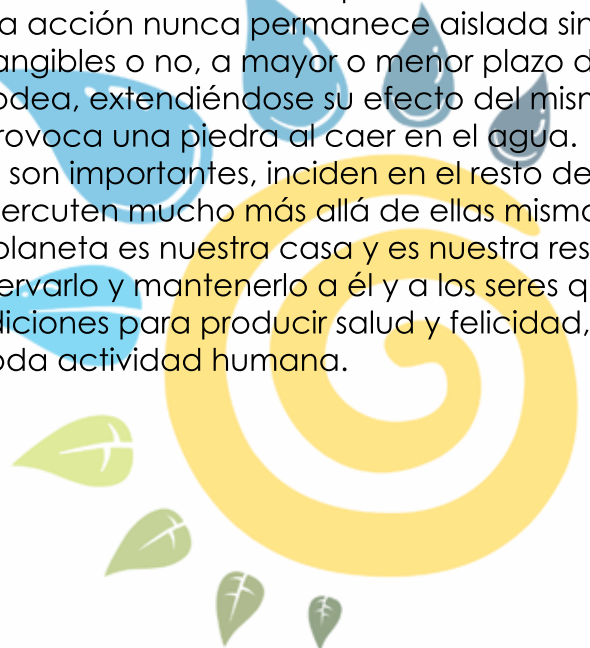 a acción nunca permanece aislada sin
angibles o no, a mayor o menor plazo d
odea, extendiéndose su efecto del mism
rovoca una piedra al caer en el agua.
son importantes, inciden en el resto de
ercuten mucho más allá de ellas mismo
planeta es nuestra casa y es nuestra res
ervarlo y mantenerlo a él y a los seres q
diciones para producir salud y felicidad,
oda actividad humana.